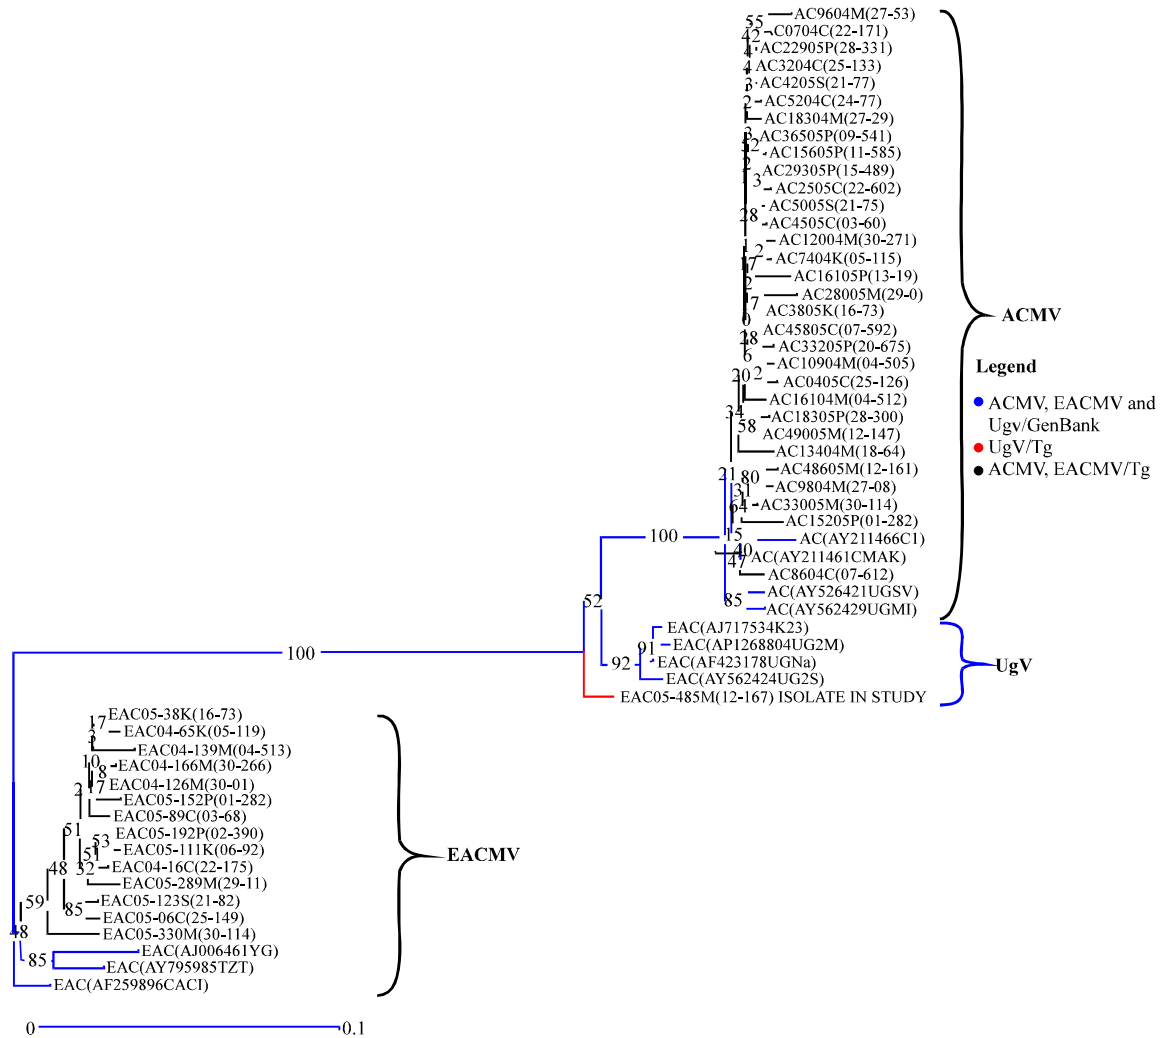 AC9604M(27-53)
55
C0704C(22-171)
42
AC22905P(28-331)
4
AC3204C(25-133)
4
AC4205S(21-77)
3
AC5204C(24-77)
2
AC18304M(27-29)
AC36505P(09-541)
3
AC15605P(11-585)
AC29305P(15-489)
2
AC2505C(22-602)
3
AC5005S(21-75)
AC4505C(03-60)
28
AC12004M(30-271)
1 2
AC7404K(05-115)
17
AC16105P(13-19)
2
AC28005M(29-0)
7
AC3805K(16-73)
0
ACMV
AC45805C(07-592)
28
AC33205P(20-675)
6
AC10904M(04-505)
20 2
AC0405C(25-126)
AC16104M(04-512)
34
AC18305P(28-300)
58
AC49005M(12-147)
AC13404M(18-64)
AC48605M(12-161)
21 80
AC9804M(27-08)
31
AC33005M(30-114)
64
AC15205P(01-282)
15
AC(AY211466C1)
100
40
AC(AY211461CMAK)
47
AC8604C(07-612)
AC(AY526421UGSV)
85
AC(AY562429UGMI)
Legend
ACMV, EACMV and
Ugv/GenBank
UgV/Tg
ACMV, EACMV/Tg
52
EAC(AJ717534K23)
91
EAC(AP1268804UG2M)
100
92
EAC(AF423178UGNa)
UgV
EAC(AY562424UG2S)
EAC05-485M(12-167) ISOLATE IN STUDY
EAC05-38K(16-73)
17
EAC04-65K(05-119)
3
EAC04-139M(04-513)
10
EAC04-166M(30-266)
8
EAC04-126M(30-01)
2 7
EAC05-152P(01-282)
EAC05-89C(03-68)
51
EAC05-192P(02-390)
53
EAC05-111K(06-92)
51
EACMV
EAC04-16C(22-175)
48 32
EAC05-289M(29-11)
59
EAC05-123S(21-82)
85
EAC05-06C(25-149)
48
EAC05-330M(30-114)
EAC(AJ006461YG)
85
EAC(AY795985TZT)
EAC(AF259896CACI)
0 0.1